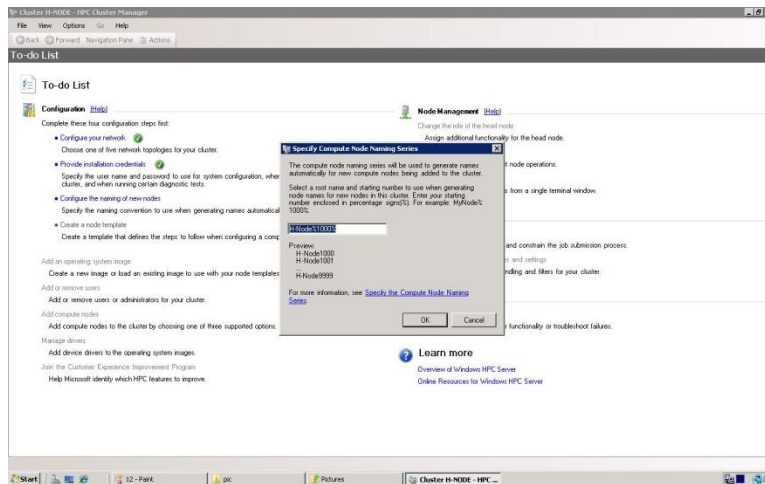 Cluster H-NODE - HPC Cluster Manager
File View Options Go Help
Back Forward Navigation Pane Actions
To-do List
To-do List
Configuration [Help]
Complete these four configuration steps first:
Configure your network
Choose one of five network topologies for your cluster.
Provide installation credentials
Specify the user name and password to use for system configuration, when
cluster, and when running certain diagnostic tests.
Configure the naming of new nodes
Specify the naming convention to use when generating names automatical
Create a node template
Create a template that defines the steps to follow when configuring a comp
Add an operating system image
Create a new image or load an existing image to use with your node templates
Add or remove users
Add or remove users or administrators for your cluster.
Add compute nodes
Add compute nodes to the cluster by choosing one of three supported options.
Manage drivers
Add device drivers to the operating system images.
Join the Customer Experience Improvement Program
Help Microsoft identify which HPC features to improve.
Node Management [Help]
Change the role of the head node
Assign additional functionality for the head node.
t node operations.
s from a single terminal window.
and constrain the job submission process.
s and settings
nding and filters for your cluster.
r functionality or troubleshoot failures.
Learn more
Overview of Windows HPC Server
Online Resources for Windows HPC Server
Specify Compute Node Naming Series
The compute node naming series will be used to generate names
automatically for new compute nodes being added to the cluster.
Select a root name and starting number to use when generating
node names for new nodes in this cluster. Enter your starting
number enclosed in percentage signs(%). For example: MyNode%
1000%.
H-Node%1000%
Preview:
H-Node1000
H-Node1001
...
H-Node9999
For more information, see Specify the Compute Node Naming
Series.
OK Cancel
Start 12 - Paint pic Pictures Cluster H-NODE - HPC ...